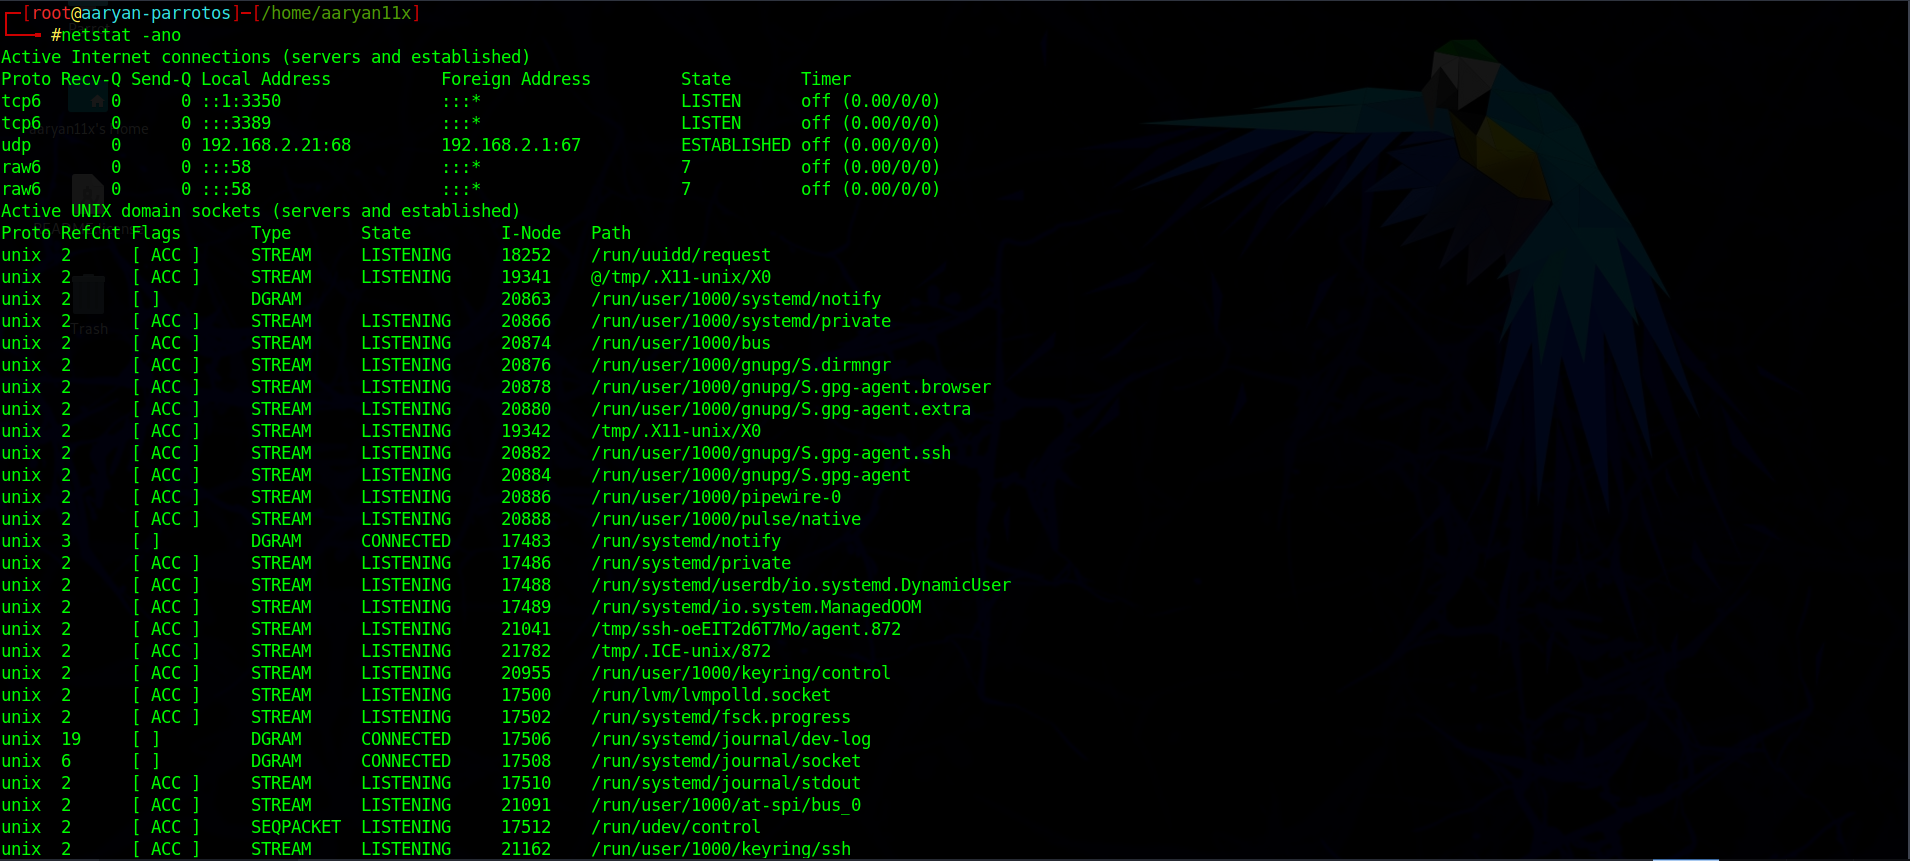 [root@aaryan-parrotos]─[/home/aaryan11x]
#netstat -ano
Active Internet connections (servers and established)
Proto Recv-Q Send-Q Local Address           Foreign Address         State       Timer
tcp6       0      0 ::1:3350                :::*                    LISTEN      off (0.00/0/0)
tcp6       0      0 :::3389                 :::*                    LISTEN      off (0.00/0/0)
udp        0      0 192.168.2.21:68         192.168.2.1:67          ESTABLISHED off (0.00/0/0)
raw6       0      0 :::58                   :::*                    7           off (0.00/0/0)
raw6       0      0 :::58                   :::*                    7           off (0.00/0/0)
Active UNIX domain sockets (servers and established)
Proto RefCnt Flags       Type       State         I-Node   Path
unix  2      [ ACC ]     STREAM     LISTENING     18252    /run/uuidd/request
unix  2      [ ACC ]     STREAM     LISTENING     19341    @/tmp/.X11-unix/X0
unix  2      [ ]         DGRAM                    20863    /run/user/1000/systemd/notify
unix  2      [ ACC ]     STREAM     LISTENING     20866    /run/user/1000/systemd/private
unix  2      [ ACC ]     STREAM     LISTENING     20874    /run/user/1000/bus
unix  2      [ ACC ]     STREAM     LISTENING     20876    /run/user/1000/gnupg/S.dirmngr
unix  2      [ ACC ]     STREAM     LISTENING     20878    /run/user/1000/gnupg/S.gpg-agent.browser
unix  2      [ ACC ]     STREAM     LISTENING     20880    /run/user/1000/gnupg/S.gpg-agent.extra
unix  2      [ ACC ]     STREAM     LISTENING     19342    /tmp/.X11-unix/X0
unix  2      [ ACC ]     STREAM     LISTENING     20882    /run/user/1000/gnupg/S.gpg-agent.ssh
unix  2      [ ACC ]     STREAM     LISTENING     20884    /run/user/1000/gnupg/S.gpg-agent
unix  2      [ ACC ]     STREAM     LISTENING     20886    /run/user/1000/pipewire-0
unix  2      [ ACC ]     STREAM     LISTENING     20888    /run/user/1000/pulse/native
unix  3      [ ]         DGRAM      CONNECTED     17483    /run/systemd/notify
unix  2      [ ACC ]     STREAM     LISTENING     17486    /run/systemd/private
unix  2      [ ACC ]     STREAM     LISTENING     17488    /run/systemd/userdb/io.systemd.DynamicUser
unix  2      [ ACC ]     STREAM     LISTENING     17489    /run/systemd/io.system.ManagedOOM
unix  2      [ ACC ]     STREAM     LISTENING     21041    /tmp/ssh-oeEIT2d6T7Mo/agent.872
unix  2      [ ACC ]     STREAM     LISTENING     21782    /tmp/.ICE-unix/872
unix  2      [ ACC ]     STREAM     LISTENING     20955    /run/user/1000/keyring/control
unix  2      [ ACC ]     STREAM     LISTENING     17500    /run/lvm/lvmpolld.socket
unix  2      [ ACC ]     STREAM     LISTENING     17502    /run/systemd/fsck.progress
unix  19     [ ]         DGRAM      CONNECTED     17506    /run/systemd/journal/dev-log
unix  6      [ ]         DGRAM      CONNECTED     17508    /run/systemd/journal/socket
unix  2      [ ACC ]     STREAM     LISTENING     17510    /run/systemd/journal/stdout
unix  2      [ ACC ]     STREAM     LISTENING     21091    /run/user/1000/at-spi/bus_0
unix  2      [ ACC ]     SEQPACKET  LISTENING     17512    /run/udev/control
unix  2      [ ACC ]     STREAM     LISTENING     21162    /run/user/1000/keyring/ssh
aaryan11x's Home
Trash